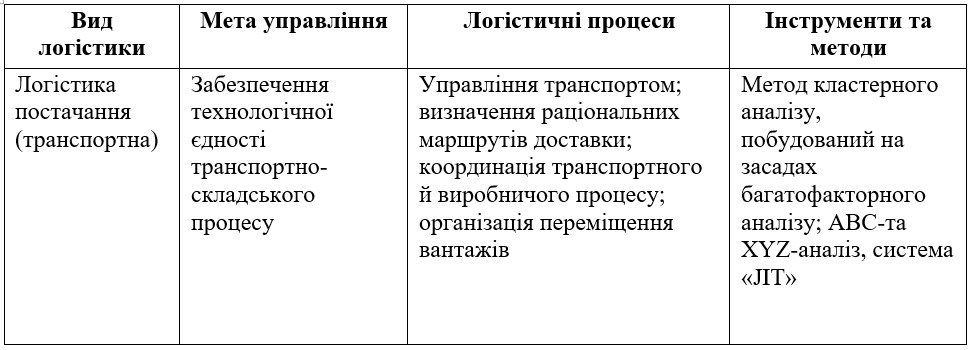 Вид
логістики
Мета управління
Логістичні процеси
Інструменти та
методи
Логістика
постачання
(транспортна)
Забезпечення
технологічної
єдності
транспортно-
складського
процесу
Управління транспортом;
визначення раціональних
маршрутів доставки;
координація транспортного
й виробничого процесу;
організація переміщення
вантажів
Метод кластерного
аналізу,
побудований на
засадах
багатофакторного
аналізу; АВС-та
XYZ-аналіз, система
«JIT»